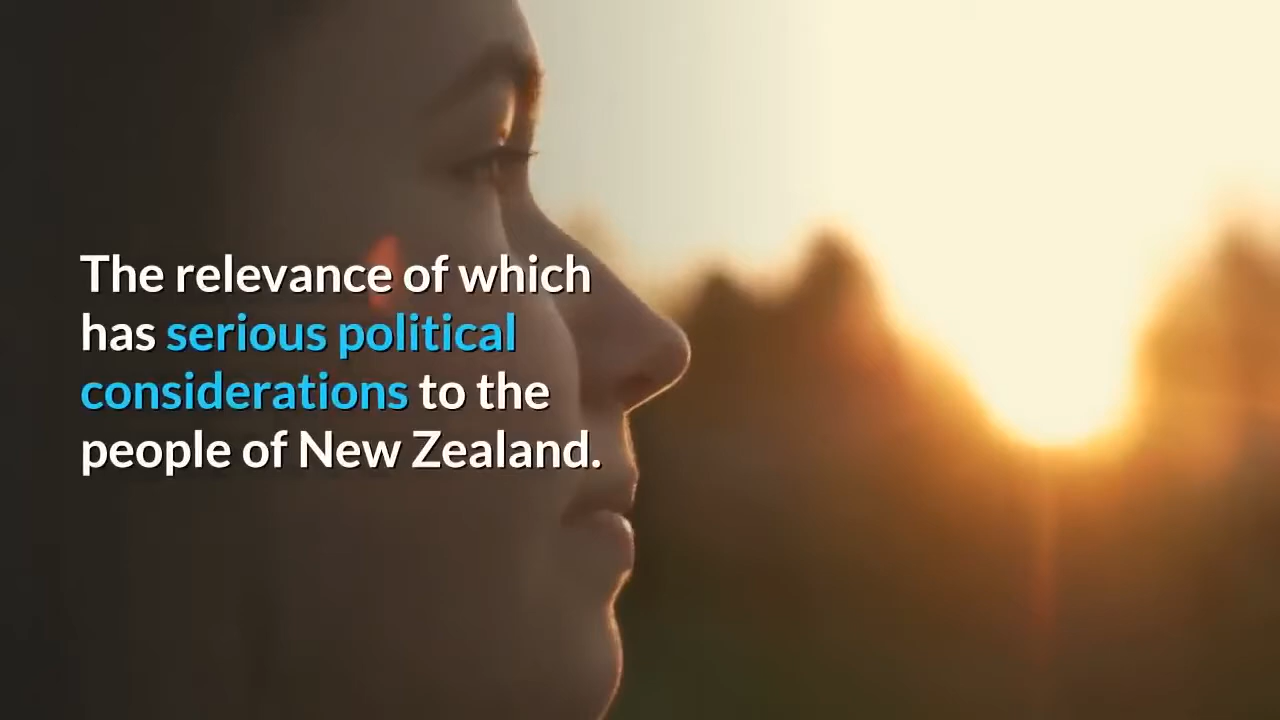 The relevance of which
has serious political
considerations to the
people of New Zealand.